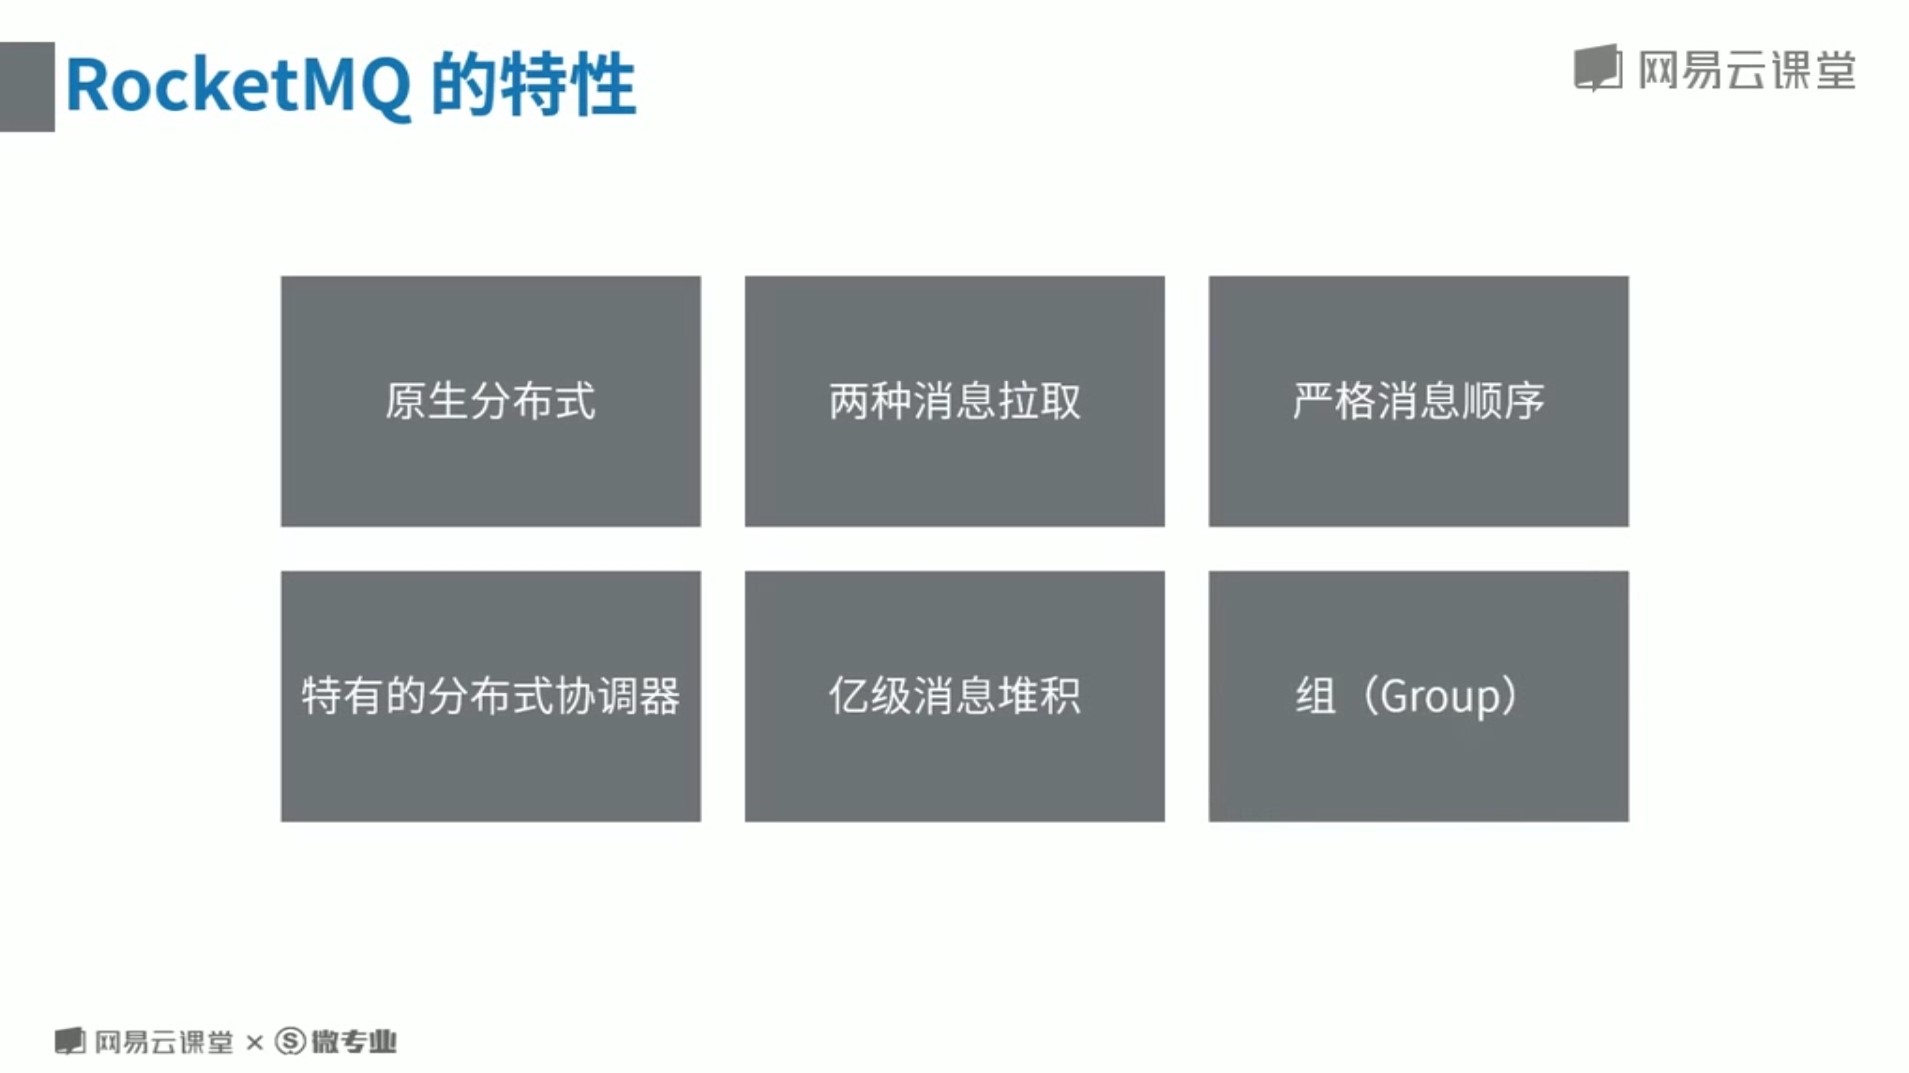 RocketMQ 的特性
网易云课堂
原生分布式
两种消息拉取
严格消息顺序
特有的分布式协调器
亿级消息堆积
组（Group）
网易云课堂 × S 微专业